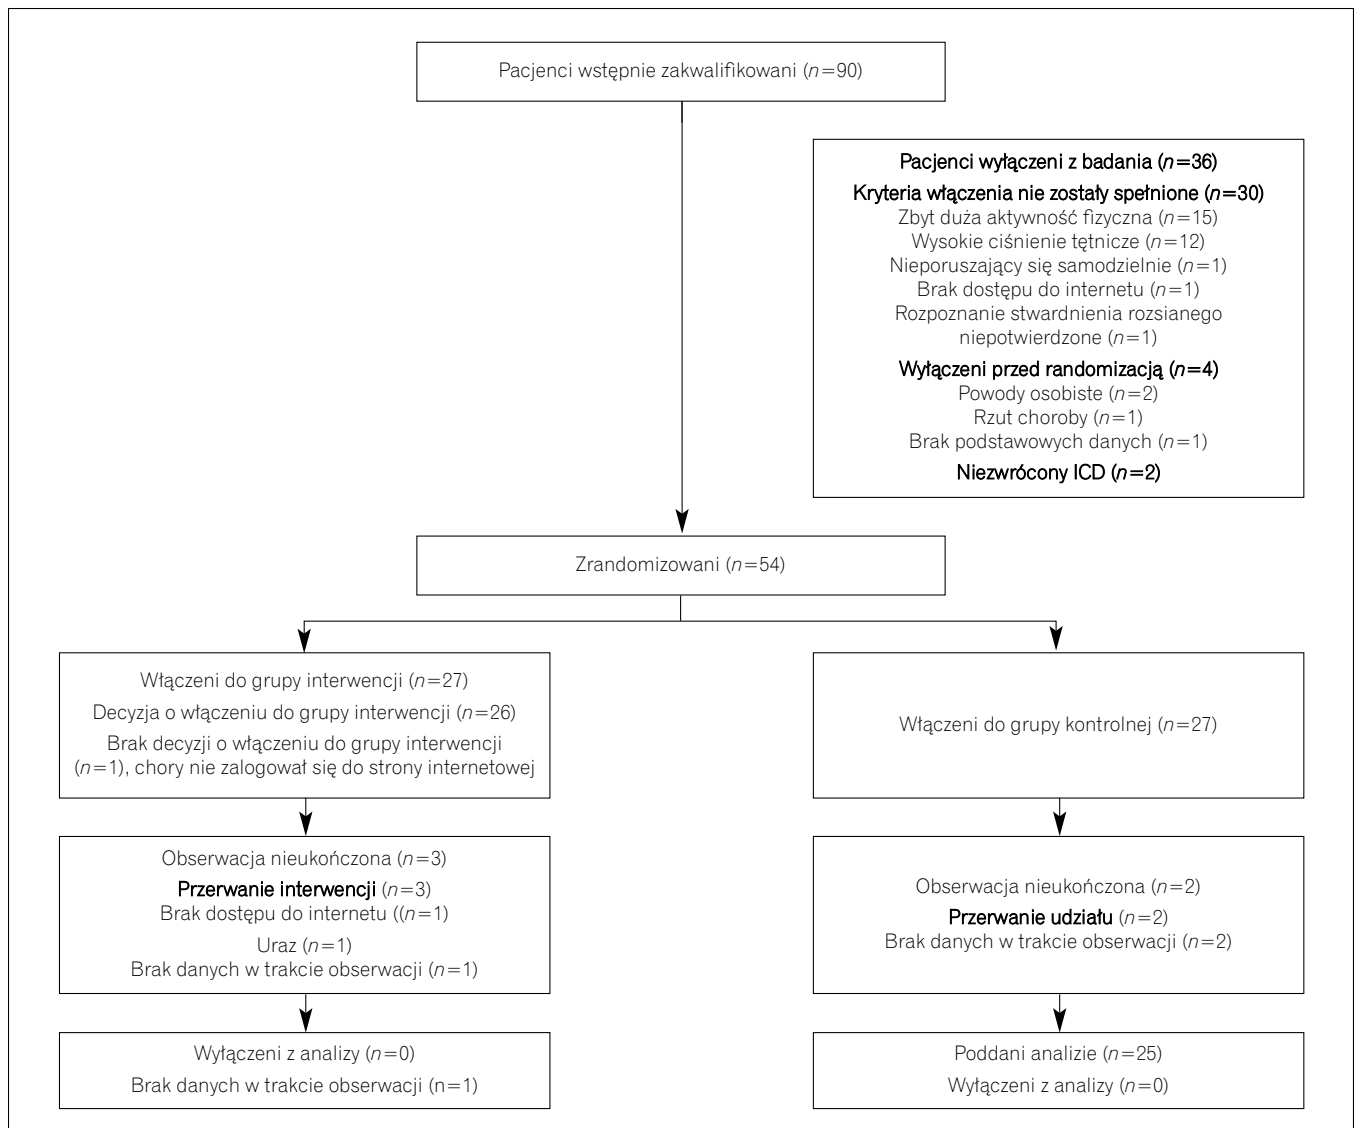 Pacjenci wstępnie zakwalifikowani (n=90)
Pacjenci wyłączeni z badania (n=36)
Kryteria włączenia nie zostały spełnione (n=30)
Zbyt duża aktywność fizyczna (n=15)
Wysokie ciśnienie tętnicze (n=12)
Nieporuszający się samodzielnie (n=1)
Brak dostępu do internetu (n=1)
Rozpoznanie stwardnienia rozsianego
niepotwierdzone (n=1)
Wyłączeni przed randomizacją (n=4)
Powody osobiste (n=2)
Rzut choroby (n=1)
Brak podstawowych danych (n=1)
Niezwrócony ICD (n=2)
Zrandomizowani (n=54)
Włączeni do grupy interwencji (n=27)
Decyzja o włączeniu do grupy interwencji (n=26)
Brak decyzji o włączeniu do grupy interwencji
(n=1), chory nie zalogował się do strony internetowej
Włączeni do grupy kontrolnej (n=27)
Obserwacja nieukończona (n=3)
Przerwanie interwencji (n=3)
Brak dostępu do internetu ((n=1)
Uraz (n=1)
Brak danych w trakcie obserwacji (n=1)
Obserwacja nieukończona (n=2)
Przerwanie udziału (n=2)
Brak danych w trakcie obserwacji (n=2)
Wyłączeni z analizy (n=0)
Brak danych w trakcie obserwacji (n=1)
Poddani analizie (n=25)
Wyłączeni z analizy (n=0)